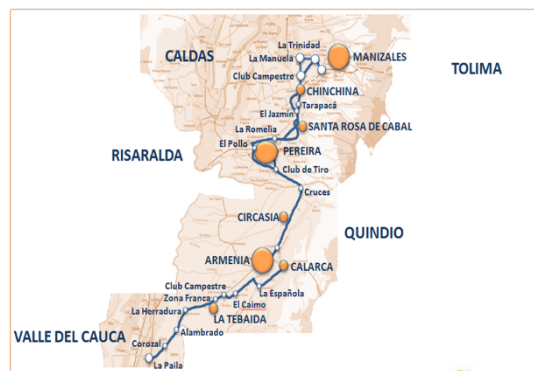 La Trinidad
CALDAS
La Manuela
MANIZALES
TOLIMA
Club Campestre
CHINCHINA
Tarapacá
El Jazmin
SANTA ROSA DE CABAL
La Romelia
El Pollo
RISARALDA
PEREIRA
Club de Tiro
Cruces
CIRCASIA
QUINDIO
ARMENIA
CALARCA
Club Campestre
La Española
Zona Franca
El Caimo
La Herradura
LA TEBAIDA
VALLE DEL CAUCA
Alambrado
Corozal
La Paila